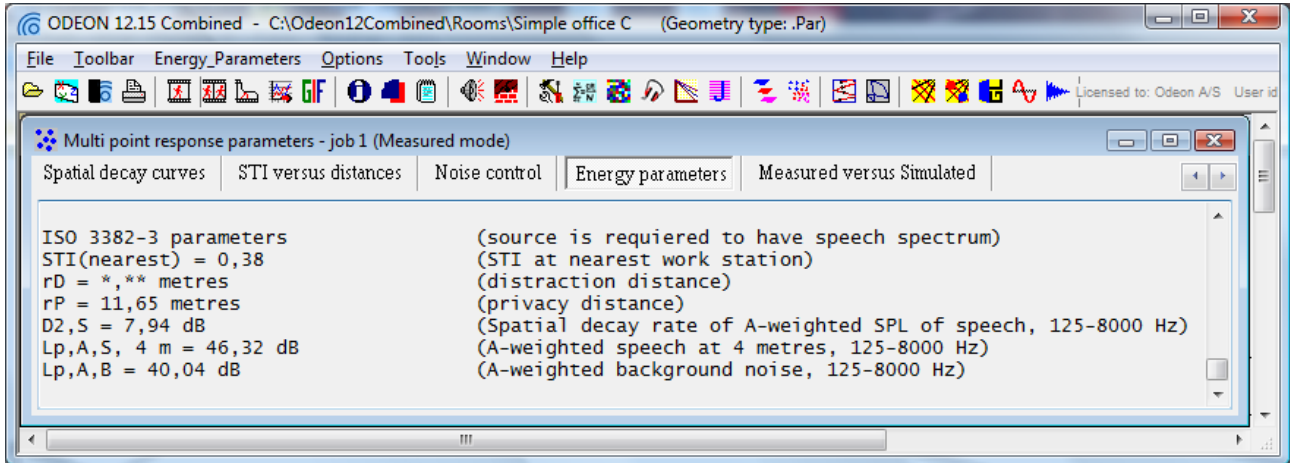 ODEON 12.15 Combined - C:\Odeon12Combined\Rooms\Simple office C (Geometry type: .Par)
File Toolbar Energy_Parameters Options Tools Window Help
GIF Licensed to: Odeon A/S User id
Multi point response parameters - job 1 (Measured mode)
Spatial decay curves STI versus distances Noise control Energy parameters Measured versus Simulated
ISO 3382-3 parameters (source is requiered to have speech spectrum)
STI(nearest) = 0,38 (STI at nearest work station)
rD = *,** metres (distraction distance)
rP = 11,65 metres (privacy distance)
D2,S = 7,94 dB (Spatial decay rate of A-weighted SPL of speech, 125-8000 Hz)
Lp,A,S, 4 m = 46,32 dB (A-weighted speech at 4 metres, 125-8000 Hz)
Lp,A,B = 40,04 dB (A-weighted background noise, 125-8000 Hz)